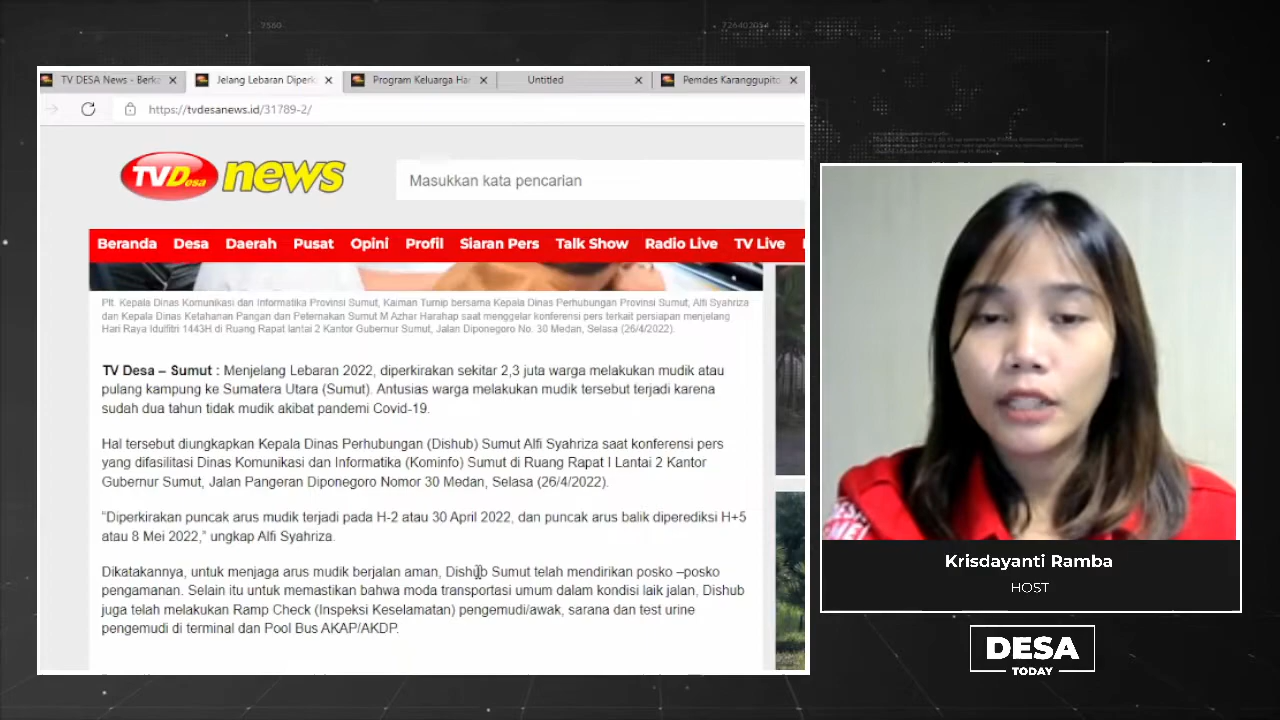 7560
TV DESA News - Berka
Jelang Lebaran Diperk
Program Keluarga Har
Untitled
Pemdes Karanggupito
https://tvdesanews.id/31789-2/
TV Desa news
Masukkan kata pencarian
Beranda Desa Daerah Pusat Opini Profil Siaran Pers Talk Show Radio Live TV Live
Plt. Kepala Dinas Komunikasi dan Informatika Provinsi Sumut, Kaiman Turnip bersama Kepala Dinas Perhubungan Provinsi Sumut, Alfi Syahriza
dan Kepala Dinas Ketahanan Pangan dan Peternakan Sumut M Azhar Harahap saat menggelar konferensi pers terkait persiapan menjelang
Hari Raya Idulfitri 1443H di Ruang Rapat lantai 2 Kantor Gubernur Sumut, Jalan Diponegoro No. 30 Medan, Selasa (26/4/2022).
TV Desa – Sumut : Menjelang Lebaran 2022, diperkirakan sekitar 2,3 juta warga melakukan mudik atau
pulang kampung ke Sumatera Utara (Sumut). Antusias warga melakukan mudik tersebut terjadi karena
sudah dua tahun tidak mudik akibat pandemi Covid-19.
Hal tersebut diungkapkan Kepala Dinas Perhubungan (Dishub) Sumut Alfi Syahriza saat konferensi pers
yang difasilitasi Dinas Komunikasi dan Informatika (Kominfo) Sumut di Ruang Rapat I Lantai 2 Kantor
Gubernur Sumut, Jalan Pangeran Diponegoro Nomor 30 Medan, Selasa (26/4/2022).
“Diperkirakan puncak arus mudik terjadi pada H-2 atau 30 April 2022, dan puncak arus balik diperediksi H+5
atau 8 Mei 2022,” ungkap Alfi Syahriza.
Dikatakannya, untuk menjaga arus mudik berjalan aman, Dishub Sumut telah mendirikan posko –posko
pengamanan. Selain itu untuk memastikan bahwa moda transportasi umum dalam kondisi laik jalan, Dishub
juga telah melakukan Ramp Check (Inspeksi Keselamatan) pengemudi/awak, sarana dan test urine
pengemudi di terminal dan Pool Bus AKAP/AKDP.
Krisdayanti Ramba
HOST
DESA
TODAY